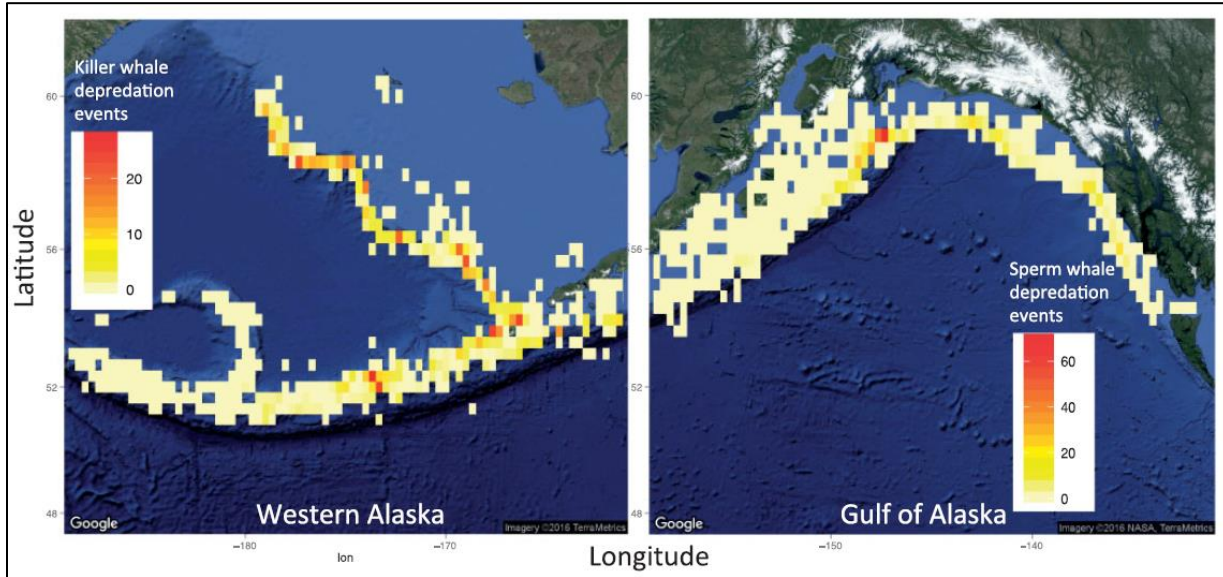 Killer whale
depredation
events
20
10
0
Latitude
60
56
52
48
Google
Western Alaska
Imagery ©2016 TerraMetrics
−180
−170
lon
Sperm whale
depredation
events
60
40
20
0
60
56
52
48
Google
Gulf of Alaska
Imagery ©2016 NASA, TerraMetrics
−150
−140
Longitude